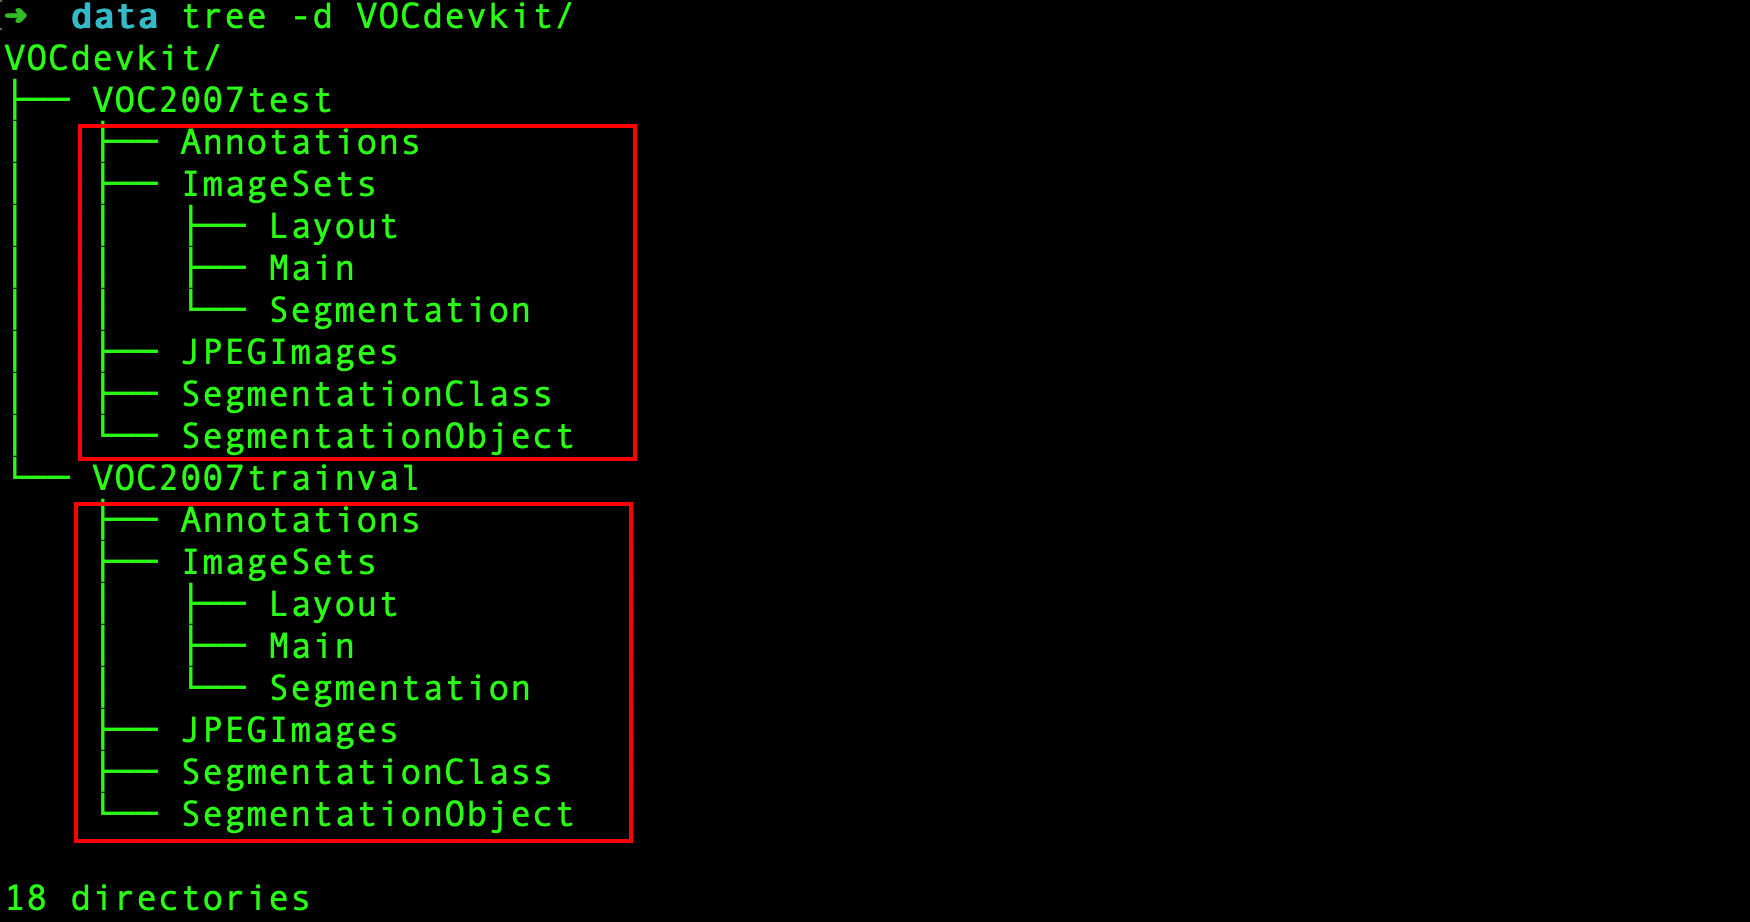 ➜  data tree -d VOCdevkit/
VOCdevkit/
├── VOC2007test
│   ├── Annotations
│   ├── ImageSets
│   │   ├── Layout
│   │   ├── Main
│   │   └── Segmentation
│   ├── JPEGImages
│   ├── SegmentationClass
│   └── SegmentationObject
└── VOC2007trainval
    ├── Annotations
    ├── ImageSets
    │   ├── Layout
    │   ├── Main
    │   └── Segmentation
    ├── JPEGImages
    ├── SegmentationClass
    └── SegmentationObject
18 directories